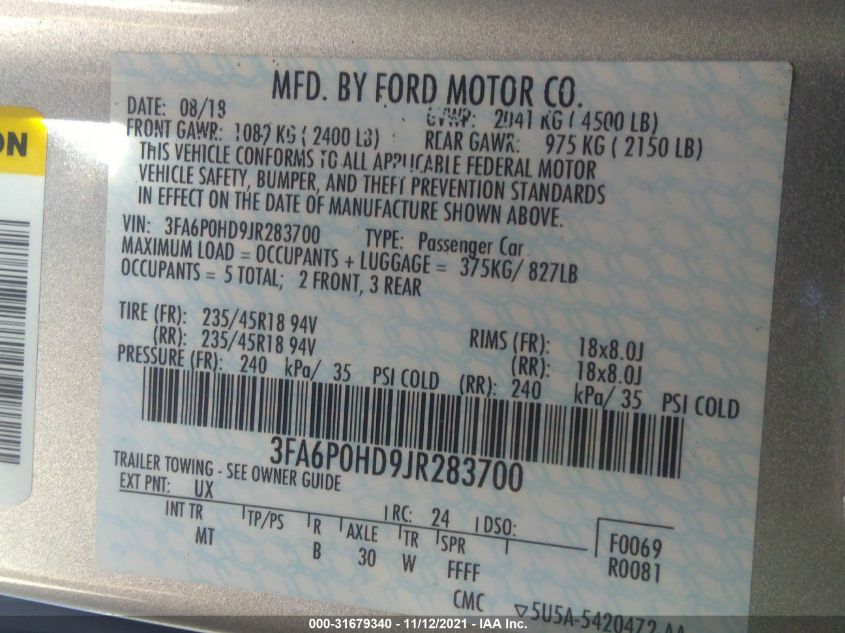 MFD. BY FORD MOTOR CO.
DATE: 08/18 GVWR: 2041 KG ( 4500 LB)
FRONT GAWR: 1089 KG ( 2400 LB) REAR GAWR: 975 KG ( 2150 LB)
THIS VEHICLE CONFORMS TO ALL APPLICABLE FEDERAL MOTOR
VEHICLE SAFETY, BUMPER, AND THEFT PREVENTION STANDARDS
IN EFFECT ON THE DATE OF MANUFACTURE SHOWN ABOVE.
VIN: 3FA6P0HD9JR283700 TYPE: Passenger Car
MAXIMUM LOAD = OCCUPANTS + LUGGAGE = 375KG/ 827LB
OCCUPANTS = 5 TOTAL; 2 FRONT, 3 REAR
TIRE (FR): 235/45R18 94V RIMS (FR): 18x8.0J
(RR): 235/45R18 94V (RR): 18x8.0J
PRESSURE (FR): 240 kPa/ 35 PSI COLD (RR): 240 kPa/ 35 PSI COLD
3FA6P0HD9JR283700
TRAILER TOWING - SEE OWNER GUIDE
EXT PNT: UX RC: 24 DSO:
INT TR TP/PS R AXLE TR SPR
MT B 30 W FFFF
F0069
R0081
CMC 5U5A-5420472-AA
ON
000-31679340 - 11/12/2021 - IAA Inc.